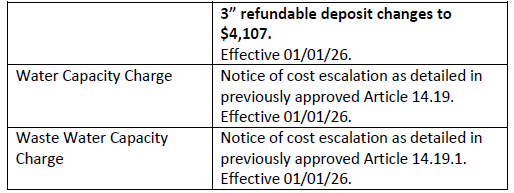 3” refundable deposit changes to
$4,107.
Effective 01/01/26.
Water Capacity Charge
Notice of cost escalation as detailed in
previously approved Article 14.19.
Effective 01/01/26.
Waste Water Capacity
Charge
Notice of cost escalation as detailed in
previously approved Article 14.19.1.
Effective 01/01/26.